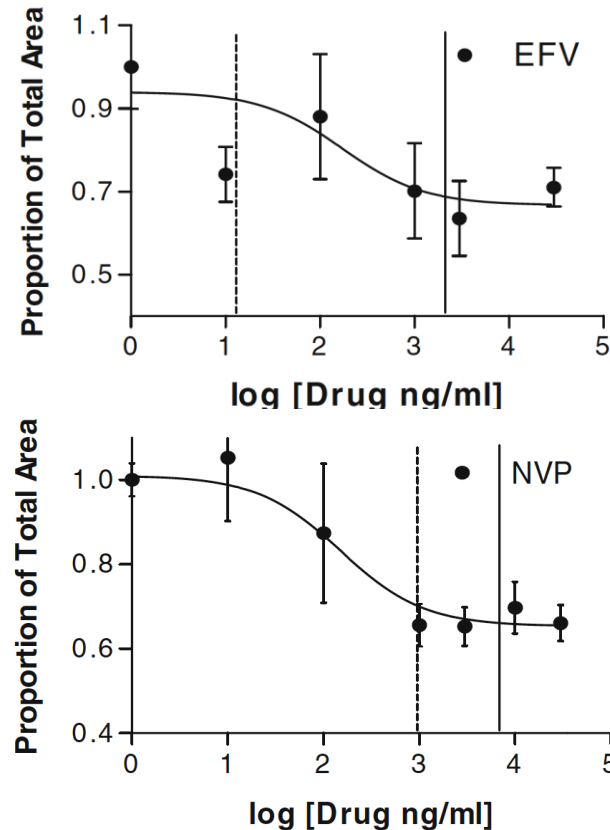 Proportion of Total Area
1.1
0.9
0.7
0.5
EFV
0 1 2 3 4 5
log [Drug ng/ml]
Proportion of Total Area
1.0
0.8
0.6
0.4
NVP
0 1 2 3 4 5
log [Drug ng/ml]